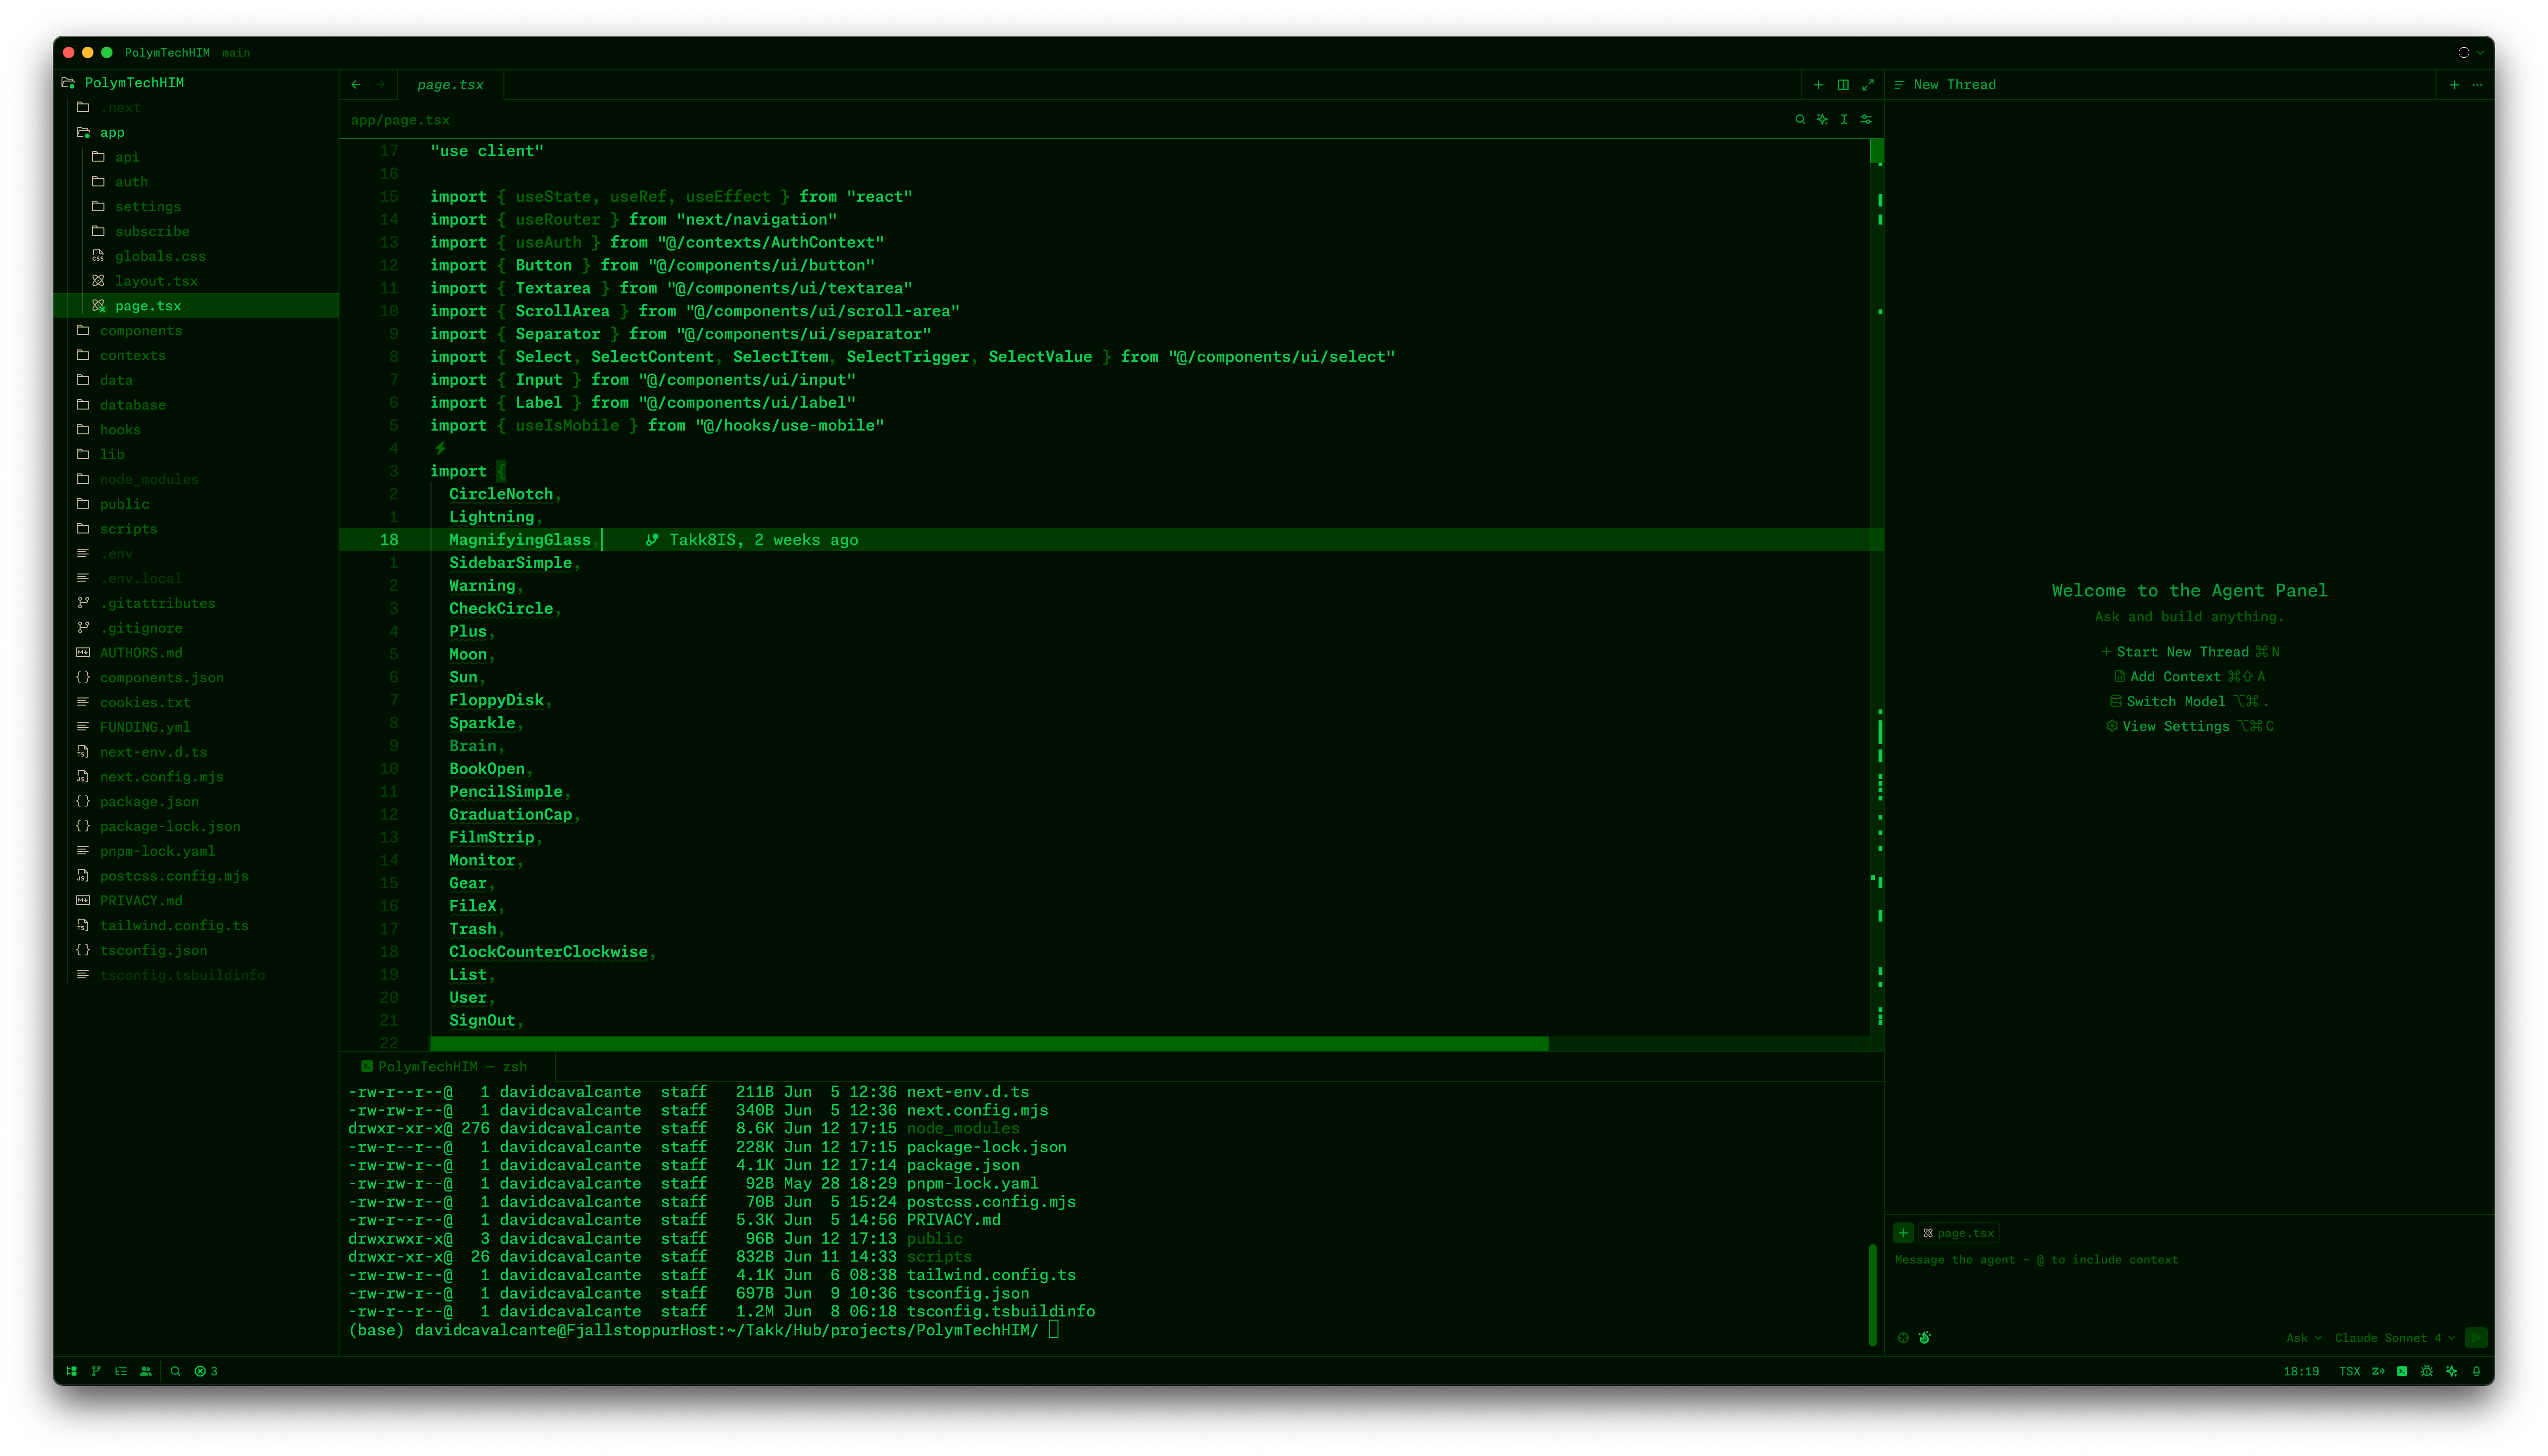 PolymTechHIM main
PolymTechHIM
.next
app
api
auth
settings
subscribe
globals.css
layout.tsx
page.tsx
components
contexts
data
database
hooks
lib
node_modules
public
scripts
.env
.env.local
.gitattributes
.gitignore
AUTHORS.md
components.json
cookies.txt
FUNDING.yml
next-env.d.ts
next.config.mjs
package.json
package-lock.json
pnpm-lock.yaml
postcss.config.mjs
PRIVACY.md
tailwind.config.ts
tsconfig.json
tsconfig.tsbuildinfo
page.tsx
app/page.tsx
17 "use client"
16
15 import { useState, useRef, useEffect } from "react"
14 import { useRouter } from "next/navigation"
13 import { useAuth } from "@/contexts/AuthContext"
12 import { Button } from "@/components/ui/button"
11 import { Textarea } from "@/components/ui/textarea"
10 import { ScrollArea } from "@/components/ui/scroll-area"
9 import { Separator } from "@/components/ui/separator"
8 import { Select, SelectContent, SelectItem, SelectTrigger, SelectValue } from "@/components/ui/select"
7 import { Input } from "@/components/ui/input"
6 import { Label } from "@/components/ui/label"
5 import { useIsMobile } from "@/hooks/use-mobile"
4
3 import {
2 CircleNotch,
1 Lightning,
18 MagnifyingGlass, Takk8IS, 2 weeks ago
1 SidebarSimple,
2 Warning,
3 CheckCircle,
4 Plus,
5 Moon,
6 Sun,
7 FloppyDisk,
8 Sparkle,
9 Brain,
10 BookOpen,
11 PencilSimple,
12 GraduationCap,
13 FilmStrip,
14 Monitor,
15 Gear,
16 FileX,
17 Trash,
18 ClockCounterClockwise,
19 List,
20 User,
21 SignOut,
22
PolymTechHIM — zsh
-rw-r--r--@ 1 davidcavalcante staff 211B Jun 5 12:36 next-env.d.ts
-rw-rw-r--@ 1 davidcavalcante staff 340B Jun 5 12:36 next.config.mjs
drwxr-xr-x@ 276 davidcavalcante staff 8.6K Jun 12 17:15 node_modules
-rw-rw-r--@ 1 davidcavalcante staff 228K Jun 12 17:15 package-lock.json
-rw-rw-r--@ 1 davidcavalcante staff 4.1K Jun 12 17:14 package.json
-rw-rw-r--@ 1 davidcavalcante staff 92B May 28 18:29 pnpm-lock.yaml
-rw-rw-r--@ 1 davidcavalcante staff 70B Jun 5 15:24 postcss.config.mjs
-rw-rw-r--@ 1 davidcavalcante staff 5.3K Jun 5 14:56 PRIVACY.md
drwxrwxr-x@ 3 davidcavalcante staff 96B Jun 12 17:13 public
drwxr-xr-x@ 26 davidcavalcante staff 832B Jun 11 14:33 scripts
-rw-rw-r--@ 1 davidcavalcante staff 4.1K Jun 6 08:38 tailwind.config.ts
-rw-rw-r--@ 1 davidcavalcante staff 697B Jun 9 10:36 tsconfig.json
-rw-r--r--@ 1 davidcavalcante staff 1.2M Jun 8 06:18 tsconfig.tsbuildinfo
(base) davidcavalcante@FjallstoppurHost:~/Takk/Hub/projects/PolymTechHIM/
New Thread
Welcome to the Agent Panel
Ask and build anything.
Start New Thread ⌘N
Add Context ⌘⇧A
Switch Model ⌥⌘.
View Settings ⌥⌘C
page.tsx
Message the agent – @ to include context
Ask Claude Sonnet 4
3
18:19 TSX